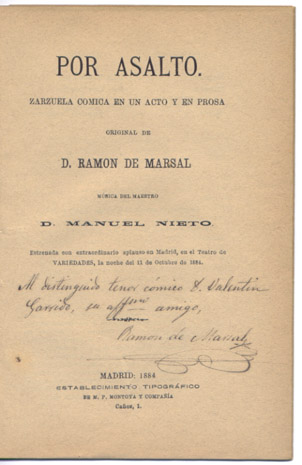 POR ASALTO.
ZARZUELA COMICA EN UN ACTO Y EN PROSA
ORIGINAL DE
D. RAMON DE MARSAL
MÚSICA DEL MAESTRO
D. MANUEL NIETO.
Estrenada con extraordinario aplauso en Madrid, en el Teatro de
VARIEDADES, la noche del 11 de Octubre de 1884.
Al distinguido tenor cómico D. Valentin
Garrido, su affmo amigo,
Ramon de Marsal
MADRID: 1884
ESTABLECIMIENTO TIPOGRÁFICO
DE M. P. MONTOYA Y COMPAÑÍA
Caños, 1.